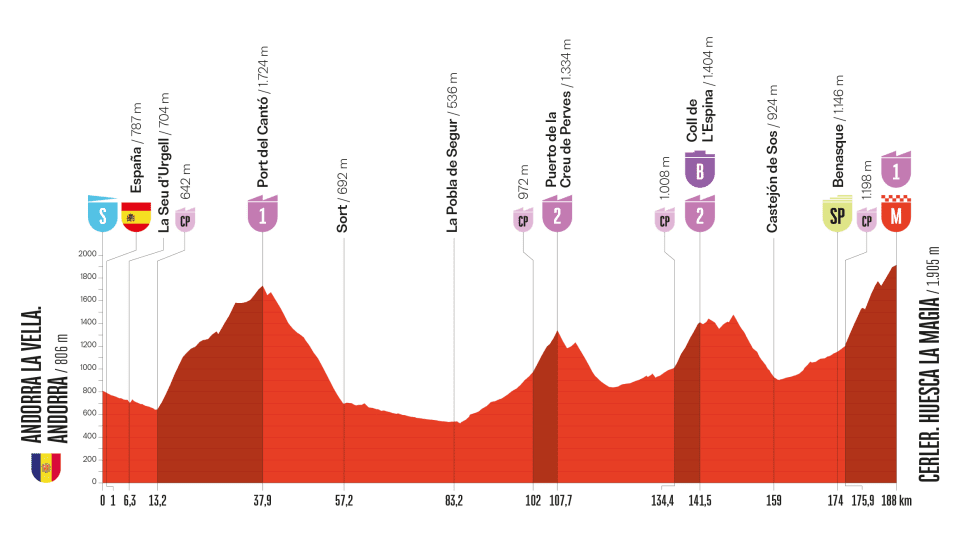 España / 787 m
La Seu d'Urgell / 704 m
642 m
Port del Cantó / 1.724 m
Sort / 692 m
La Pobla de Segur / 536 m
972 m
Puerto de la
Creu de Perves / 1.334 m
1.008 m
Coll de
L'Espina / 1.404 m
Castejón de Sos / 924 m
Benasque / 1.146 m
1.198 m
S
CP
1
CP
2
CP
B
2
SP
CP
1
M
2000
1800
1600
1400
1200
1000
800
600
400
200
0
ANDORRA LA VELLA.
ANDORRA / 806 m
CERLER. HUESCA LA MAGIA / 1.905 m
0 1 6,3 13,2 37,9 57,2 83,2 102 107,7 134,4 141,5 159 174 175,9 188 km